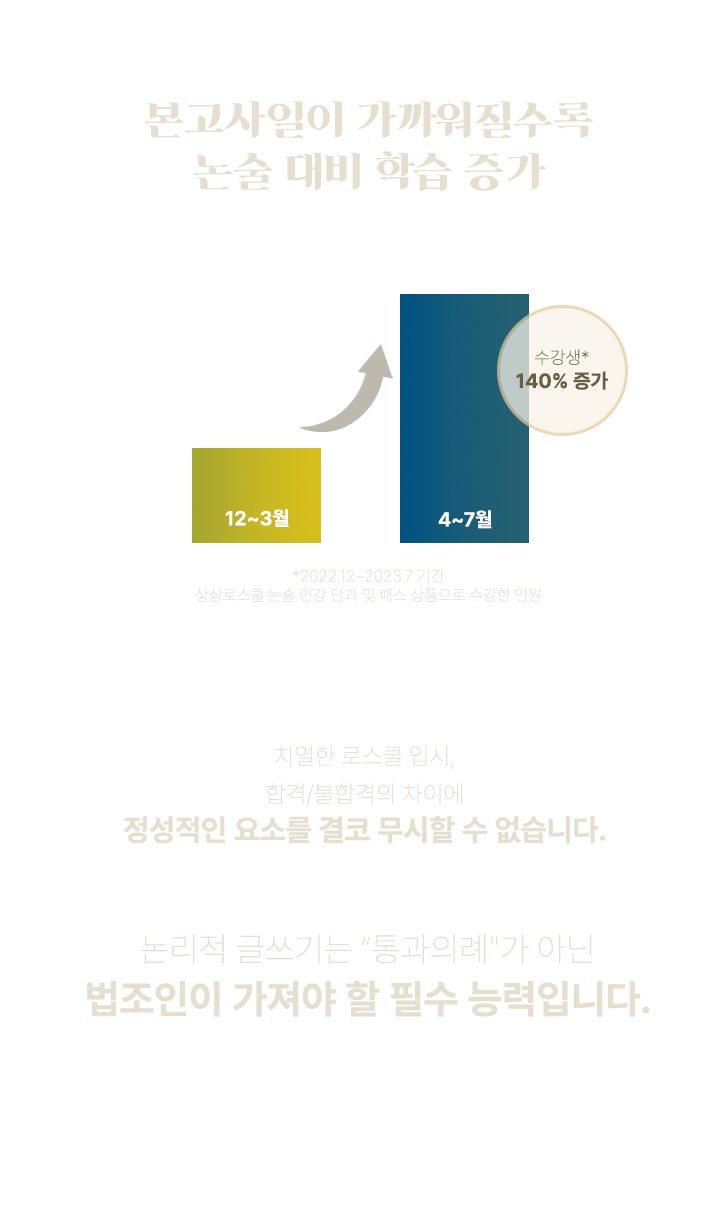 본고사일이 가까워질수록
논술 대비 학습 증가
수강생*
140% 증가
12~3월
4~7월
*2022.12~2023.7 기간
상상로스쿨 논술 인강 단과 및 패스 상품으로 수강한 인원
치열한 로스쿨 입시,
합격/불합격의 차이에
정성적인 요소를 결코 무시할 수 없습니다.
논리적 글쓰기는 “통과의례"가 아닌
법조인이 가져야 할 필수 능력입니다.